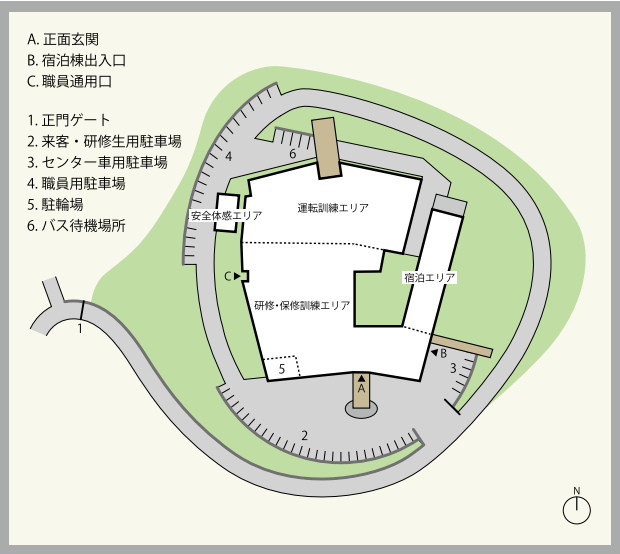 A. 正面玄関
B. 宿泊棟出入口
C. 職員通用口
1. 正門ゲート
2. 来客・研修生用駐車場
3. センター車用駐車場
4. 職員用駐車場
5. 駐輪場
6. バス待機場所
6
4
運転訓練エリア
安全体感エリア
C
宿泊エリア
研修・保修訓練エリア
1
B
3
5
A
2
N